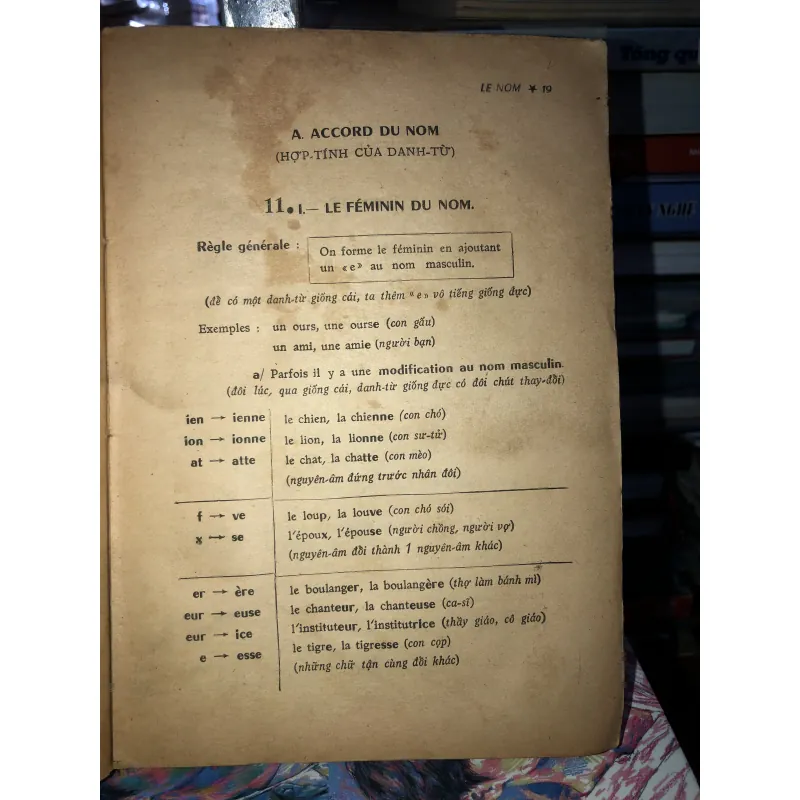 Tổng qu
NGHỆ
LE NOM ★ 19
A. ACCORD DU NOM
(HỢP-TÍNH CỦA DANH-TỪ)
11. I.— LE FÉMININ DU NOM.
Règle générale : On forme le féminin en ajoutant
un «e» au nom masculin.
(để có một danh-từ giống cái, ta thêm "e» vô tiếng giống đực)
Exemples : un ours, une ourse (con gấu)
un ami, une amie (người bạn)
a/ Parfois il y a une modification au nom masculin.
(đôi lúc, qua giống cái, danh-từ giống đực có đôi chút thay-đổi)
ien → ienne le chien, la chienne (con chó)
ion → ionne le lion, la lionne (con sư-tử)
at → atte le chat, la chatte (con mèo)
(nguyên-âm đứng trước nhân đôi)
f → ve le loup, la louve (con chó sói)
x → se l'époux, l'épouse (người chồng, người vợ)
(nguyên-âm đổi thành 1 nguyên-âm khác)
er → ère le boulanger, la boulangère (thợ làm bánh mì)
eur → euse le chanteur, la chanteuse (ca-sĩ)
eur → ice l'instituteur, l'institutrice (thầy giáo, cô giáo)
e → esse le tigre, la tigresse (con cọp)
(những chữ tận cùng đổi khác)